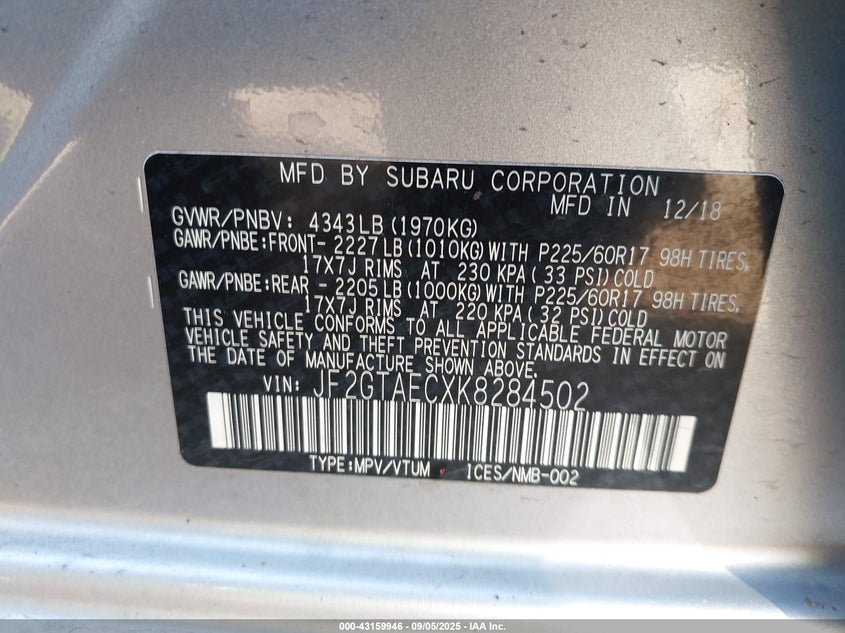 MFD BY SUBARU CORPORATION
MFD IN 12/18
GVWR/PNBV: 4343LB(1970KG)
GAWR/PNBE:FRONT- 2227LB(1010KG)WITH P225/60R17 98H TIRES,
17X7J RIMS AT 230 KPA(33 PSI)COLD
GAWR/PNBE:REAR - 2205LB(1000KG)WITH P225/60R17 98H TIRES,
17X7J RIMS AT 220 KPA(32 PSI)COLD
THIS VEHICLE CONFORMS TO ALL APPLICABLE FEDERAL MOTOR
VEHICLE SAFETY AND THEFT PREVENTION STANDARDS IN EFFECT ON
THE DATE OF MANUFACTURE SHOWN ABOVE.
VIN: JF2GTAECXK8284502
TYPE:MPV/VTUM ICES/NMB-002
000-43159946 - 09/05/2025 - IAA Inc.